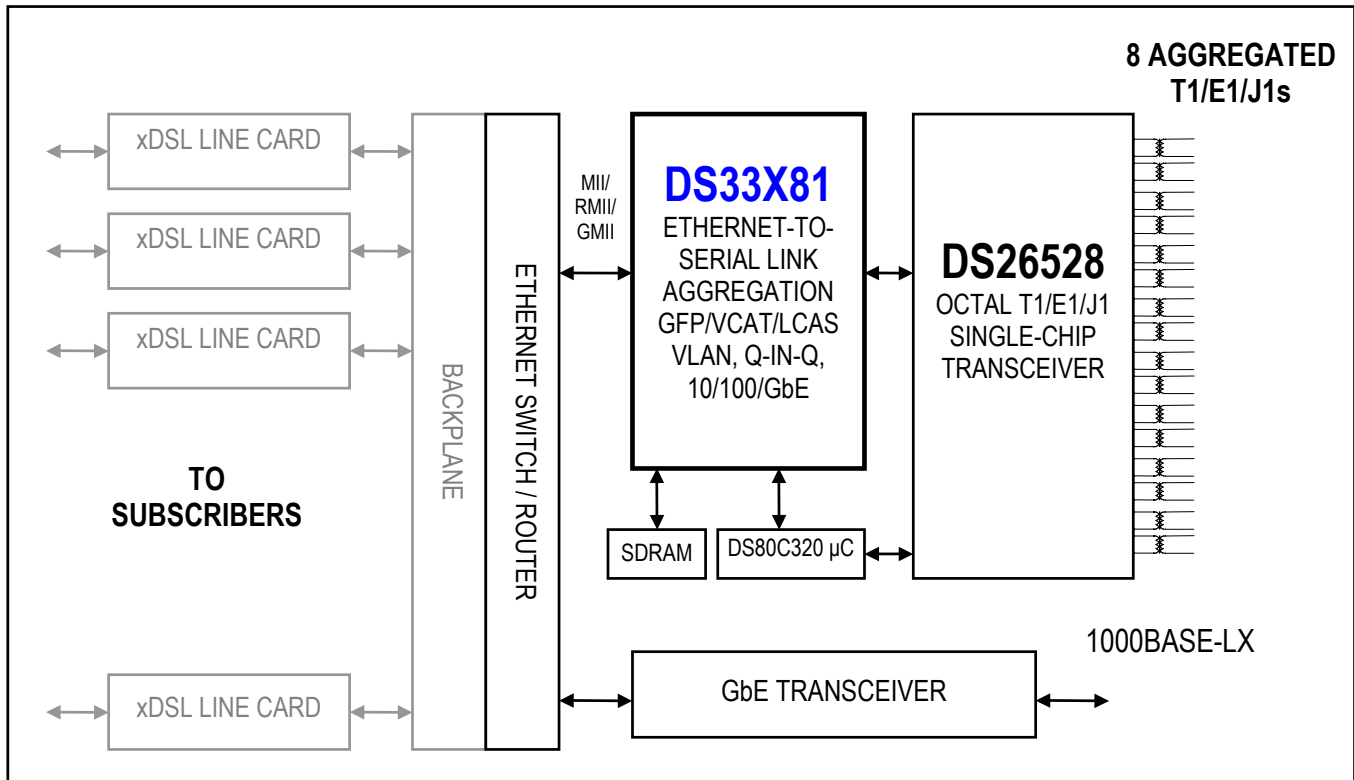 8 AGGREGATED
T1/E1/J1s
xDSL LINE CARD
xDSL LINE CARD
xDSL LINE CARD
xDSL LINE CARD
TO
SUBSCRIBERS
BACKPLANE
ETHERNET SWITCH / ROUTER
MII/
RMII/
GMII
DS33X81
ETHERNET-TO-
SERIAL LINK
AGGREGATION
GFP/VCAT/LCAS
VLAN, Q-IN-Q,
10/100/GbE
SDRAM
DS80C320 µC
DS26528
OCTAL T1/E1/J1
SINGLE-CHIP
TRANSCEIVER
GbE TRANSCEIVER
1000BASE-LX